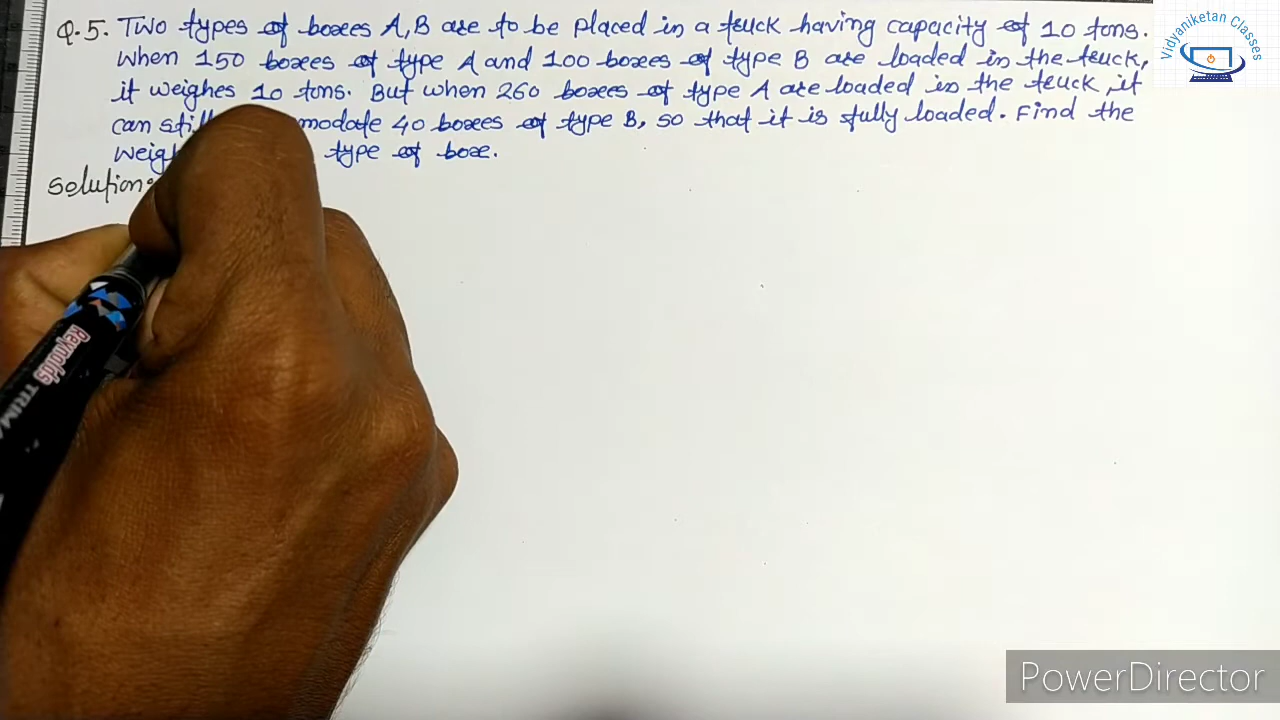 Q.5. Two types of boxes A, B are to be placed in a truck having capacity of 10 tons.
When 150 boxes of type A and 100 boxes of type B are loaded in the truck,
it weighes 10 tons. But when 260 boxes of type A are loaded in the truck, it
can still modate 40 boxes of type B, so that it is fully loaded. Find the
type of box.
Solution:
Vidyaniketan Classes
Reynolds TRIM
PowerDirector